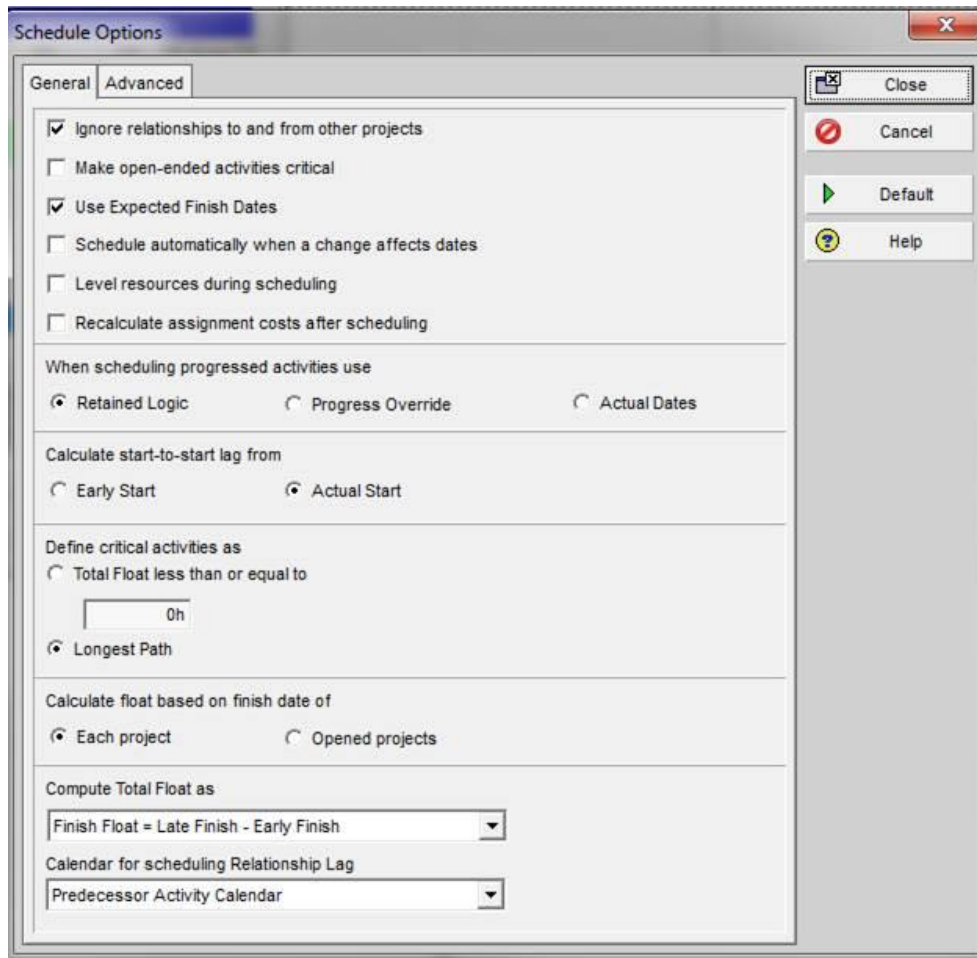 Schedule Options
General Advanced
Close
Ignore relationships to and from other projects
Cancel
Make open-ended activities critical
Default
Use Expected Finish Dates
Help
Schedule automatically when a change affects dates
Level resources during scheduling
Recalculate assignment costs after scheduling
When scheduling progressed activities use
Retained Logic Progress Override Actual Dates
Calculate start-to-start lag from
Early Start Actual Start
Define critical activities as
Total Float less than or equal to
0h
Longest Path
Calculate float based on finish date of
Each project Opened projects
Compute Total Float as
Finish Float = Late Finish - Early Finish
Calendar for scheduling Relationship Lag
Predecessor Activity Calendar